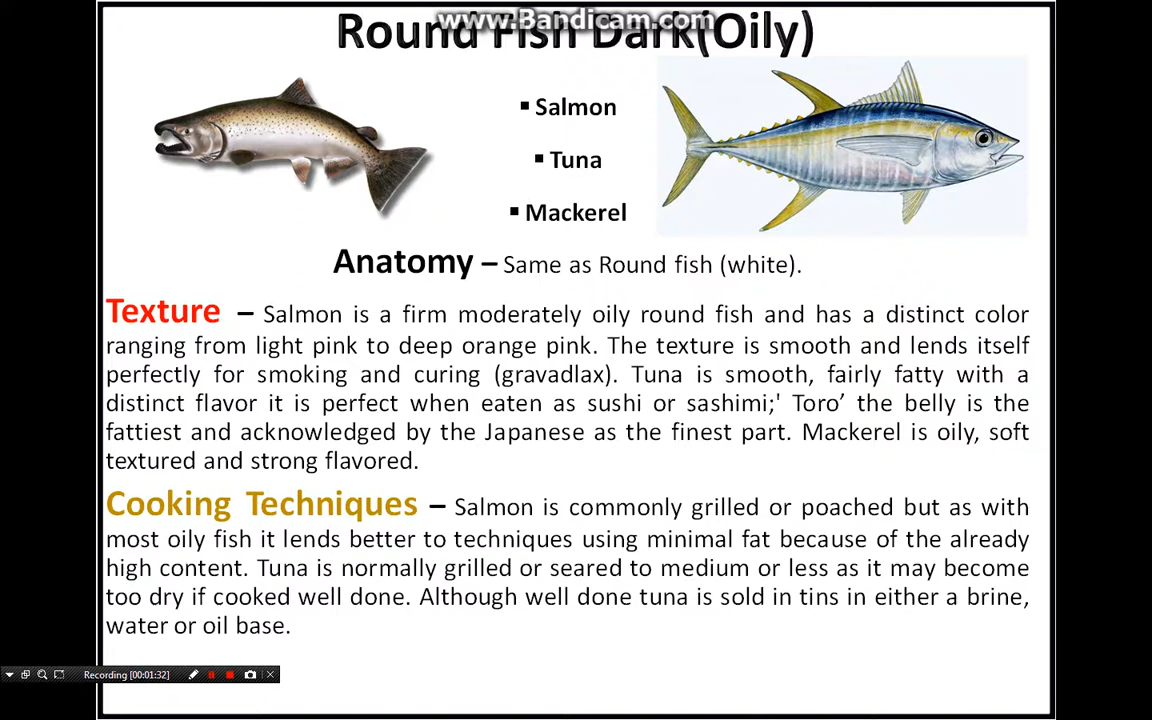 www.Bandicam.com
Round Fish Dark(Oily)
▪ Salmon
▪ Tuna
▪ Mackerel
Anatomy – Same as Round fish (white).
Texture – Salmon is a firm moderately oily round fish and has a distinct color
ranging from light pink to deep orange pink. The texture is smooth and lends itself
perfectly for smoking and curing (gravadlax). Tuna is smooth, fairly fatty with a
distinct flavor it is perfect when eaten as sushi or sashimi;' Toro’ the belly is the
fattiest and acknowledged by the Japanese as the finest part. Mackerel is oily, soft
textured and strong flavored.
Cooking Techniques – Salmon is commonly grilled or poached but as with
most oily fish it lends better to techniques using minimal fat because of the already
high content. Tuna is normally grilled or seared to medium or less as it may become
too dry if cooked well done. Although well done tuna is sold in tins in either a brine,
water or oil base.
Recording [00:01:32]